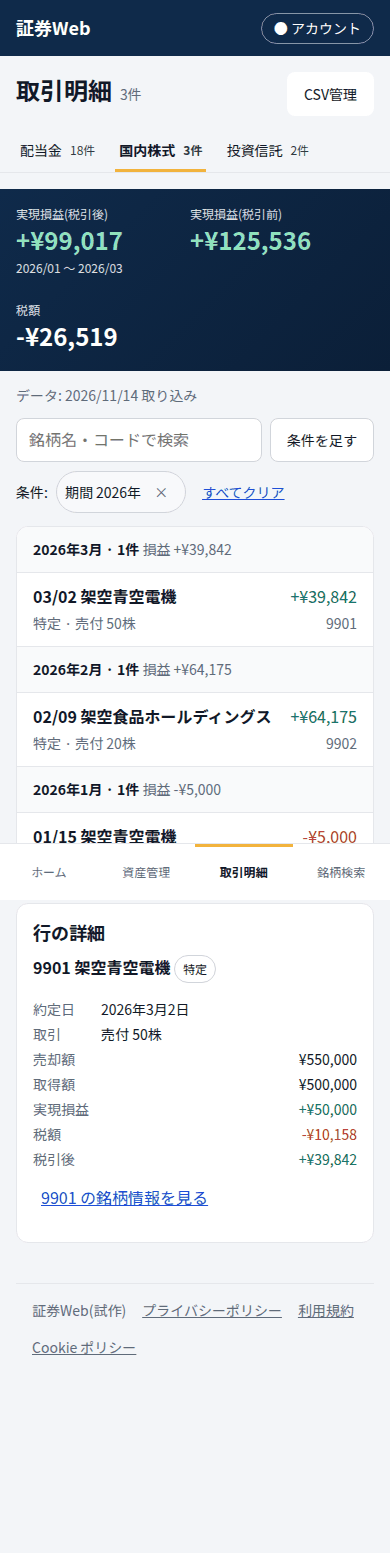 証券Web
アカウント
取引明細 3件
CSV管理
配当金 18件 国内株式 3件 投資信託 2件
実現損益(税引後) 実現損益(税引前)
+¥99,017 +¥125,536
2026/01 〜 2026/03
税額
-¥26,519
データ: 2026/11/14 取り込み
銘柄名・コードで検索 条件を足す
条件: 期間 2026年 × すべてクリア
2026年3月・1件 損益 +¥39,842
03/02 架空青空電機 +¥39,842
特定・売付 50株 9901
2026年2月・1件 損益 +¥64,175
02/09 架空食品ホールディングス +¥64,175
特定・売付 20株 9902
2026年1月・1件 損益 -¥5,000
01/15 架空青空電機 -¥5,000
ホーム 資産管理 取引明細 銘柄検索
行の詳細
9901 架空青空電機 特定
約定日 2026年3月2日
取引 売付 50株
売却額 ¥550,000
取得額 ¥500,000
実現損益 +¥50,000
税額 -¥10,158
税引後 +¥39,842
9901 の銘柄情報を見る
証券Web(試作) プライバシーポリシー 利用規約
Cookie ポリシー